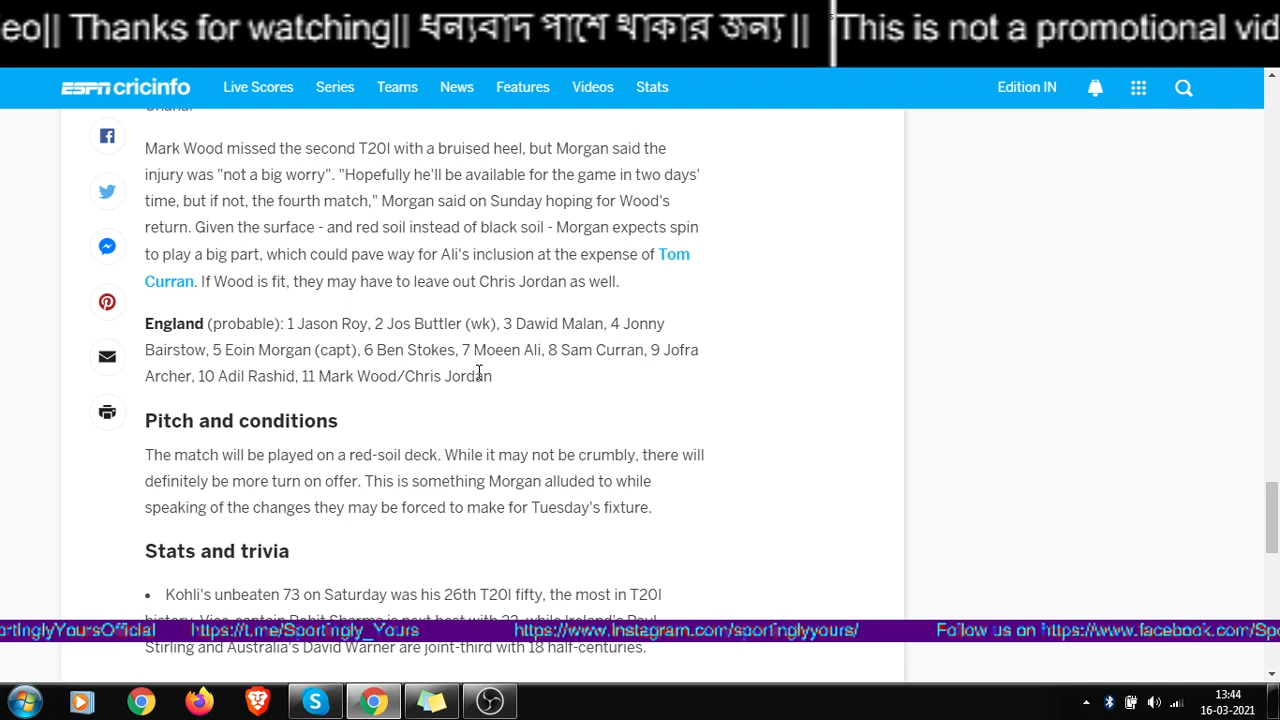 eo|| Thanks for watching|| ধন্যবাদ পাশে থাকার জন্য || This is not a promotional vid
ESPN cricinfo Live Scores Series Teams News Features Videos Stats Edition IN
Mark Wood missed the second T20I with a bruised heel, but Morgan said the
injury was "not a big worry". "Hopefully he'll be available for the game in two days'
time, but if not, the fourth match," Morgan said on Sunday hoping for Wood's
return. Given the surface - and red soil instead of black soil - Morgan expects spin
to play a big part, which could pave way for Ali's inclusion at the expense of Tom
Curran. If Wood is fit, they may have to leave out Chris Jordan as well.
England (probable): 1 Jason Roy, 2 Jos Buttler (wk), 3 Dawid Malan, 4 Jonny
Bairstow, 5 Eoin Morgan (capt), 6 Ben Stokes, 7 Moeen Ali, 8 Sam Curran, 9 Jofra
Archer, 10 Adil Rashid, 11 Mark Wood/Chris Jordan
Pitch and conditions
The match will be played on a red-soil deck. While it may not be crumbly, there will
definitely be more turn on offer. This is something Morgan alluded to while
speaking of the changes they may be forced to make for Tuesday's fixture.
Stats and trivia
• Kohli's unbeaten 73 on Saturday was his 26th T20I fifty, the most in T20I
ortinglyYoursOfficial https://t.me/Sportingly_Yours https://www.instagram.com/sportinglyyours/ Follow us on https://www.facebook.com/Spo
Stirling and Australia's David Warner are joint-third with 18 half-centuries.
13:44
16-03-2021